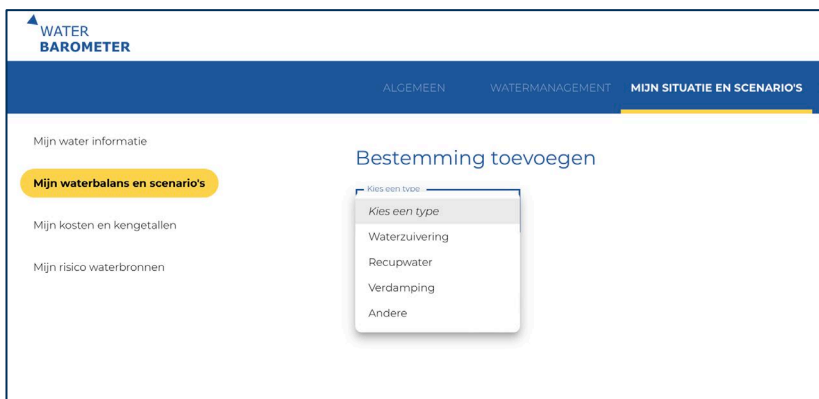 WATER
BAROMETER
ALGEMEEN WATERMANAGEMENT MIJN SITUATIE EN SCENARIO'S
Mijn water informatie
Mijn waterbalans en scenario's
Mijn kosten en kengetallen
Mijn risico waterbronnen
Bestemming toevoegen
Kies een type
Kies een type
Waterzuivering
Recupwater
Verdamping
Andere